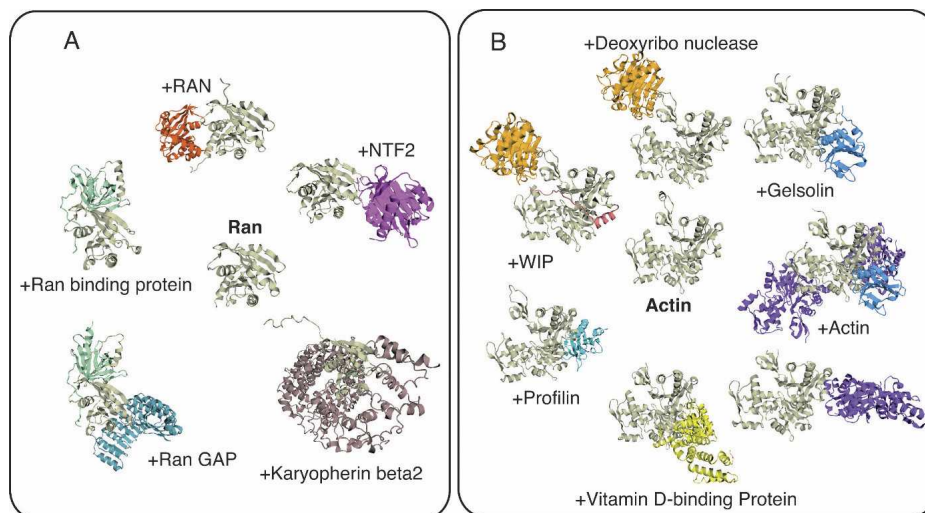 A
+RAN
+NTF2
Ran
+Ran binding protein
+Ran GAP
+Karyopherin beta2
B
+Deoxyribo nuclease
+Gelsolin
+WIP
Actin
+Actin
+Profilin
+Vitamin D-binding Protein